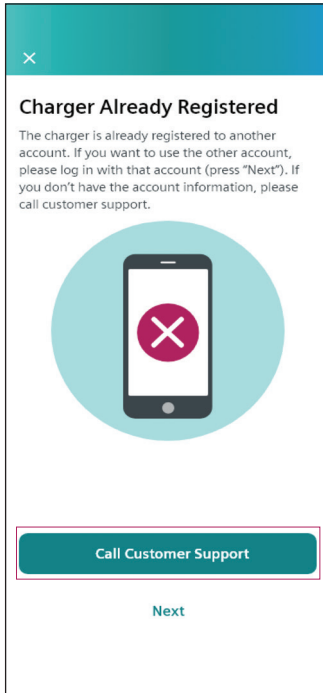 Charger Already Registered
The charger is already registered to another
account. If you want to use the other account,
please log in with that account (press "Next"). If
you don't have the account information, please
call customer support.
Call Customer Support
Next